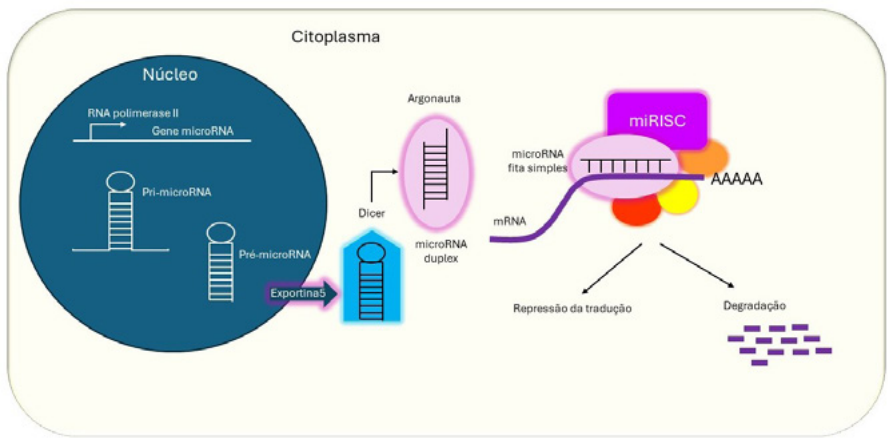 Citoplasma
Núcleo
RNA polimerase II
Gene microRNA
Pri-microRNA
Pré-microRNA
Exportina5
Dicer
Argonauta
microRNA
duplex
miRISC
microRNA
fita simples
mRNA
AAAAA
Repressão da tradução
Degradação